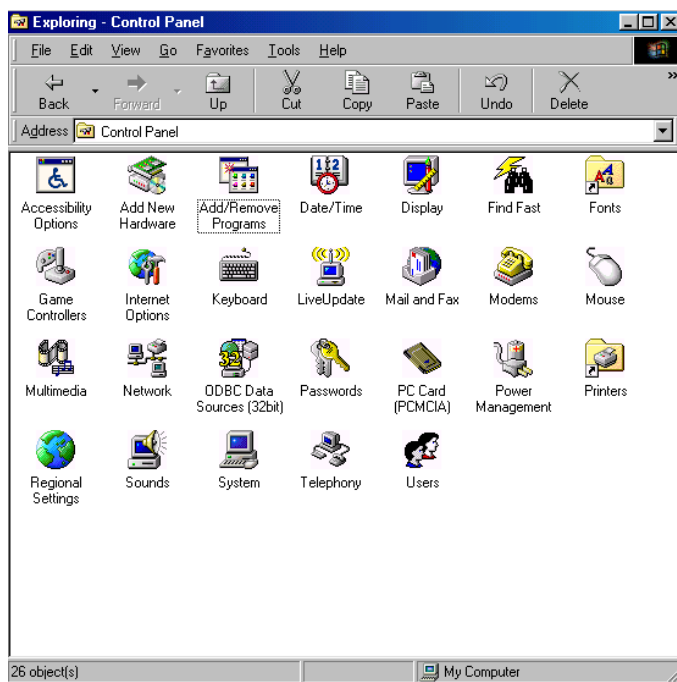 Exploring - Control Panel
File Edit View Go Favorites Tools Help
Back Forward Up Cut Copy Paste Undo Delete »
Address Control Panel
Accessibility Options
Add New Hardware
Add/Remove Programs
Date/Time
Display
Find Fast
Fonts
Game Controllers
Internet Options
Keyboard
LiveUpdate
Mail and Fax
Modems
Mouse
Multimedia
Network
ODBC Data Sources (32bit)
Passwords
PC Card (PCMCIA)
Power Management
Printers
Regional Settings
Sounds
System
Telephony
Users
26 object(s) My Computer